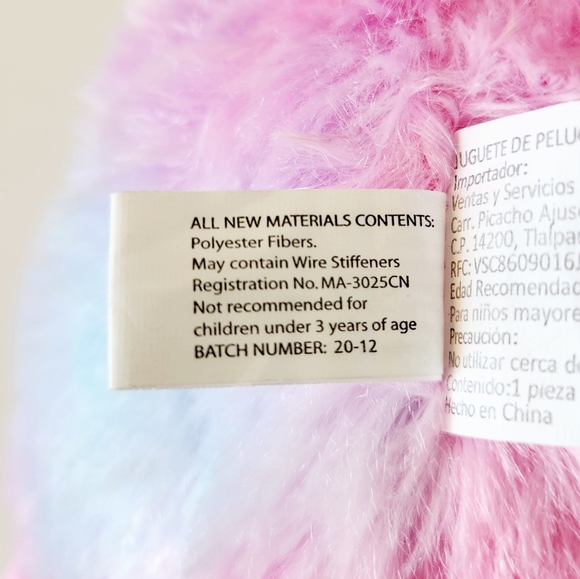 ALL NEW MATERIALS CONTENTS:
Polyester Fibers.
May contain Wire Stiffeners
Registration No. MA-3025CN
Not recommended for
children under 3 years of age
BATCH NUMBER: 20-12
JUGUETE DE
Importador:
Ventas y Servicios
Carr. Picacho
C.P. 14200,
RFC:
Edad
Para niños
Precaución:
No utilizar cerca
Contenido:1 pieza
Hecho en China